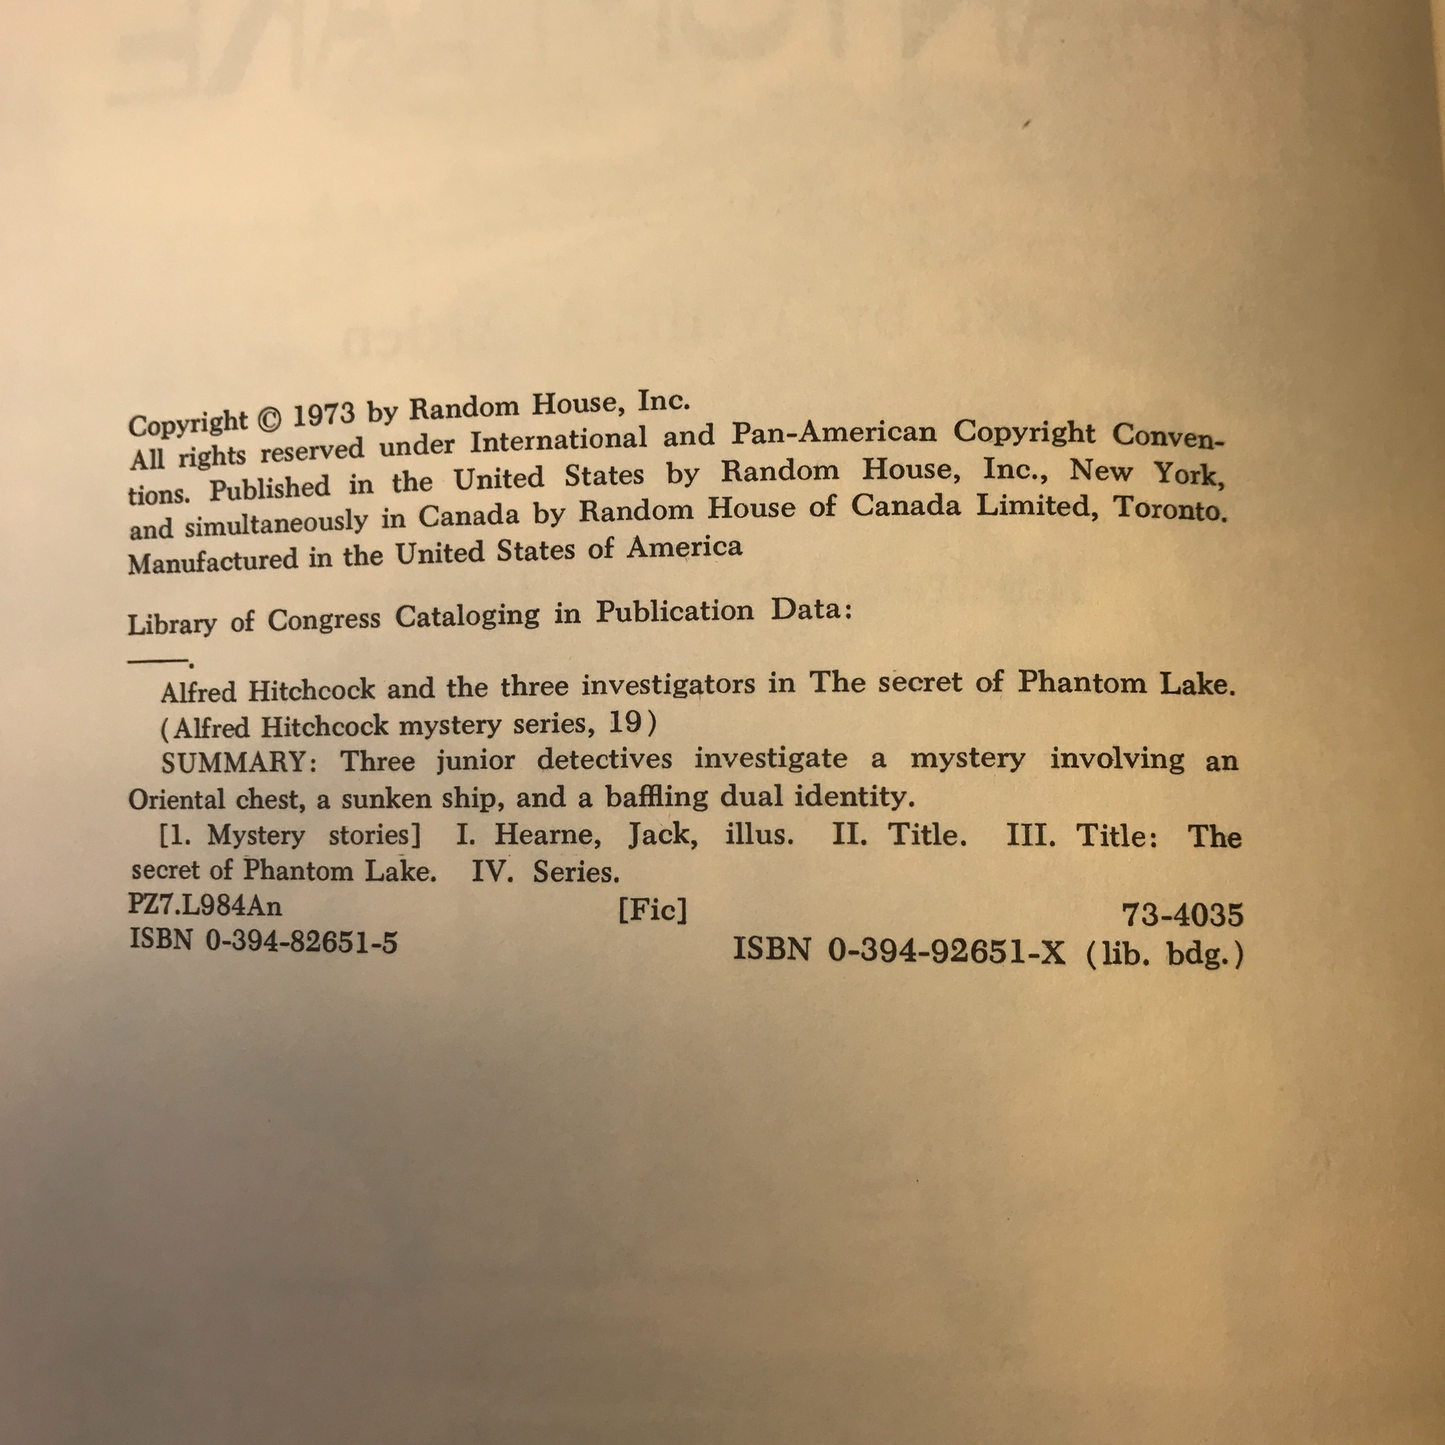 Copyright © 1973 by Random House, Inc.
All rights reserved under International and Pan-American Copyright Conven-
tions. Published in the United States by Random House, Inc., New York,
and simultaneously in Canada by Random House of Canada Limited, Toronto.
Manufactured in the United States of America
Library of Congress Cataloging in Publication Data:
——.
Alfred Hitchcock and the three investigators in The secret of Phantom Lake.
(Alfred Hitchcock mystery series, 19)
SUMMARY: Three junior detectives investigate a mystery involving an
Oriental chest, a sunken ship, and a baffling dual identity.
[1. Mystery stories] I. Hearne, Jack, illus. II. Title. III. Title: The
secret of Phantom Lake. IV. Series.
PZ7.L984An [Fic] 73-4035
ISBN 0-394-82651-5 ISBN 0-394-92651-X (lib. bdg.)